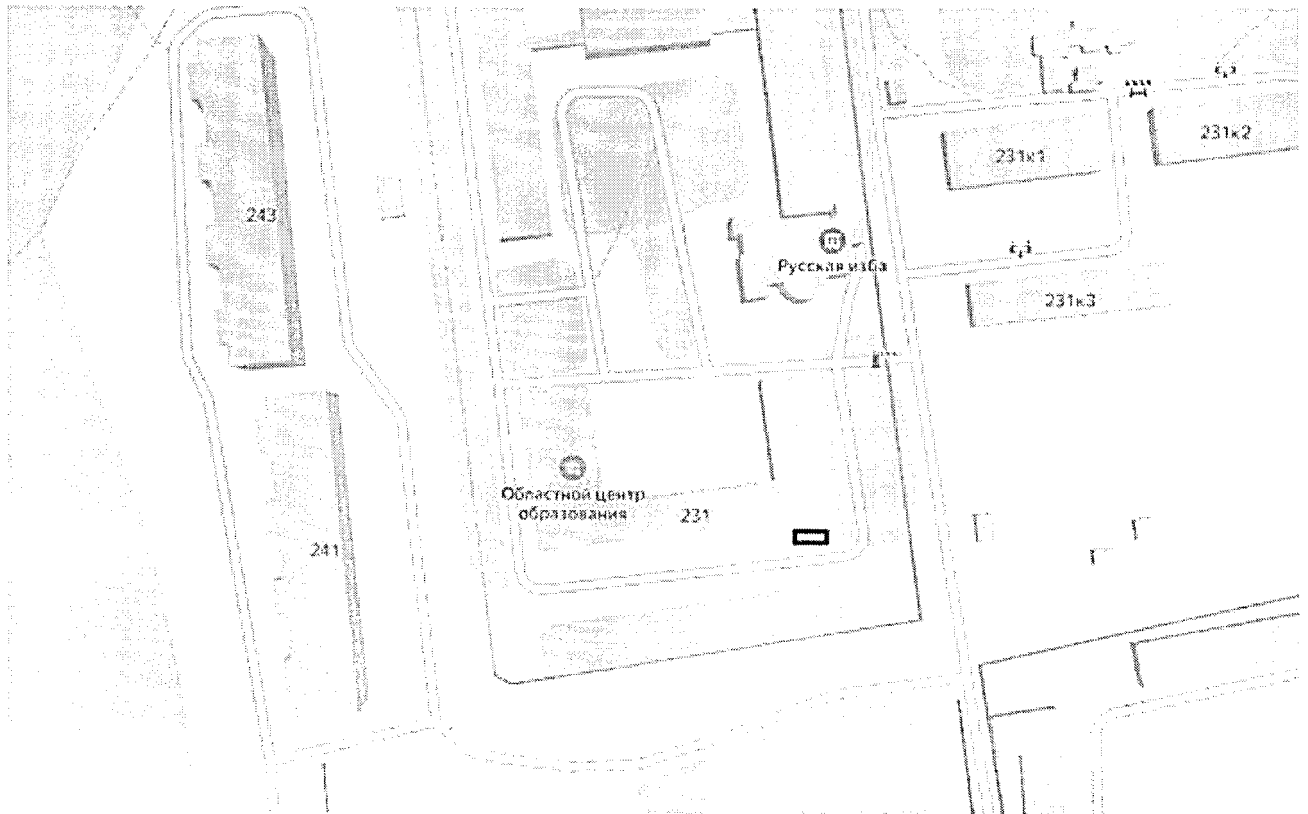 231к2
231к1
243
Русская изба
231к3
Областной центр
образования
231
241